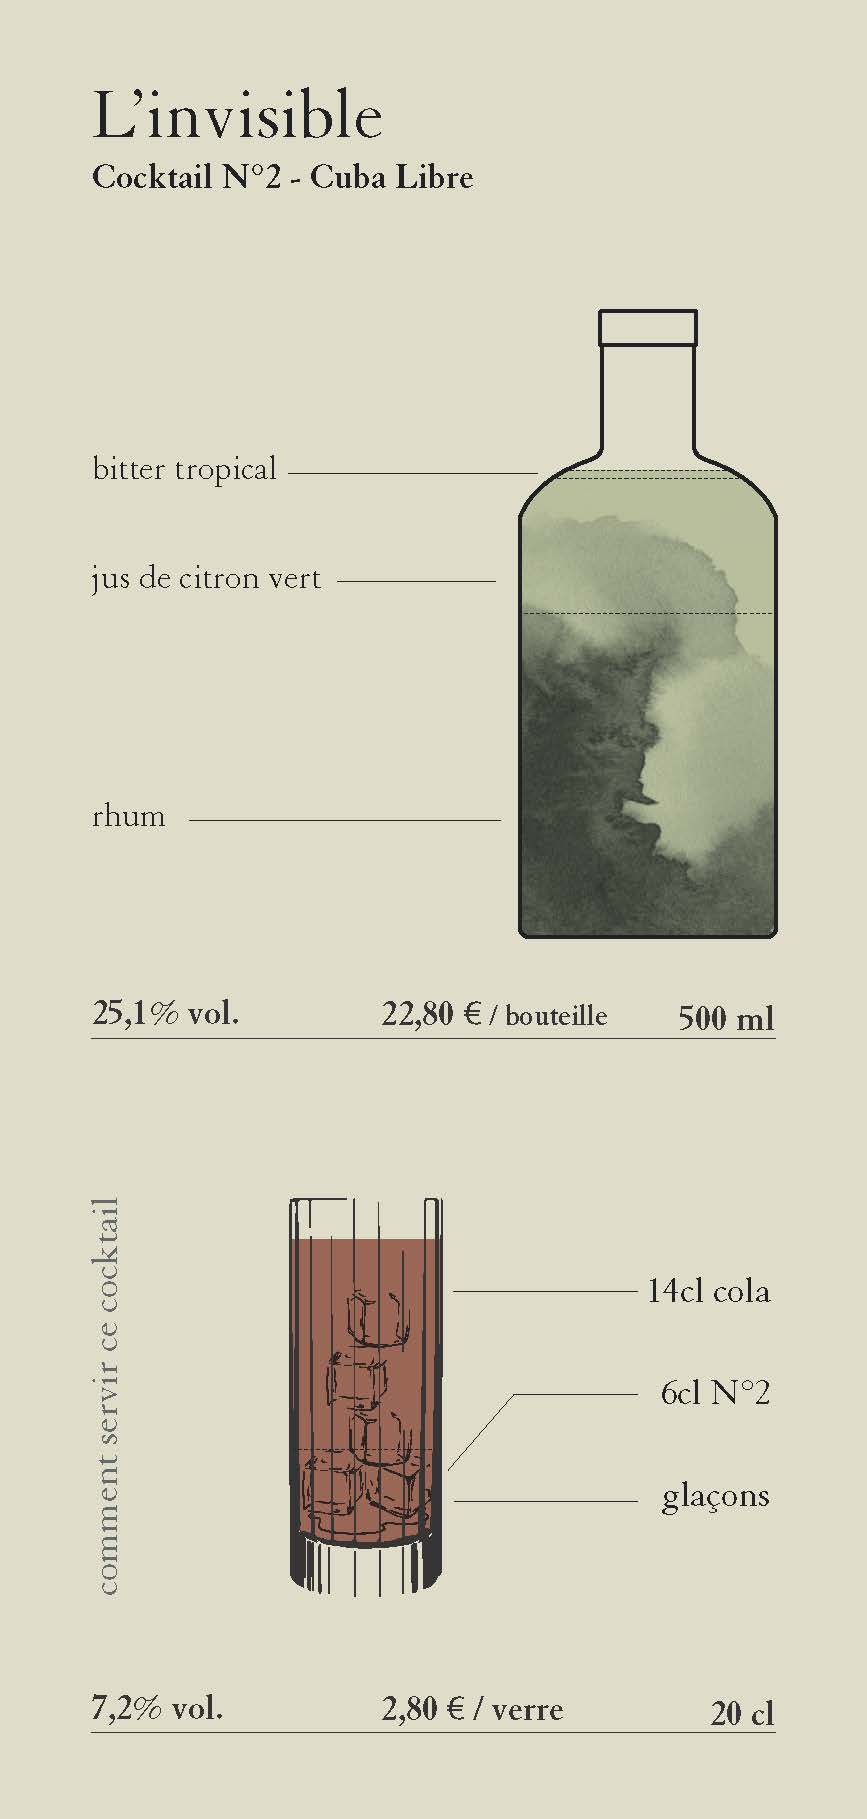 L’invisible
Cocktail N°2 - Cuba Libre
bitter tropical
jus de citron vert
rhum
25,1% vol. 22,80 € / bouteille 500 ml
comment servir ce cocktail
14cl cola
6cl N°2
glaçons
7,2% vol. 2,80 € / verre 20 cl